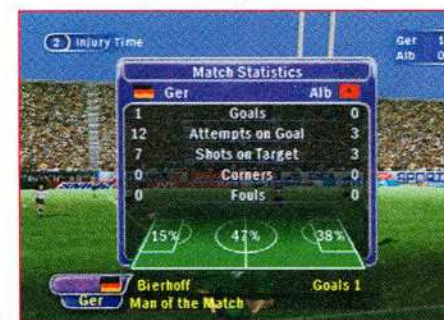 2 Injury Time
Ger 1
Alb 0
Match Statistics
Ger Alb
1 Goals 0
12 Attempts on Goal 3
7 Shots on Target 3
0 Corners 0
0 Fouls 0
15% 47% 38%
Bierhoff Goals 1
Ger Man of the Match